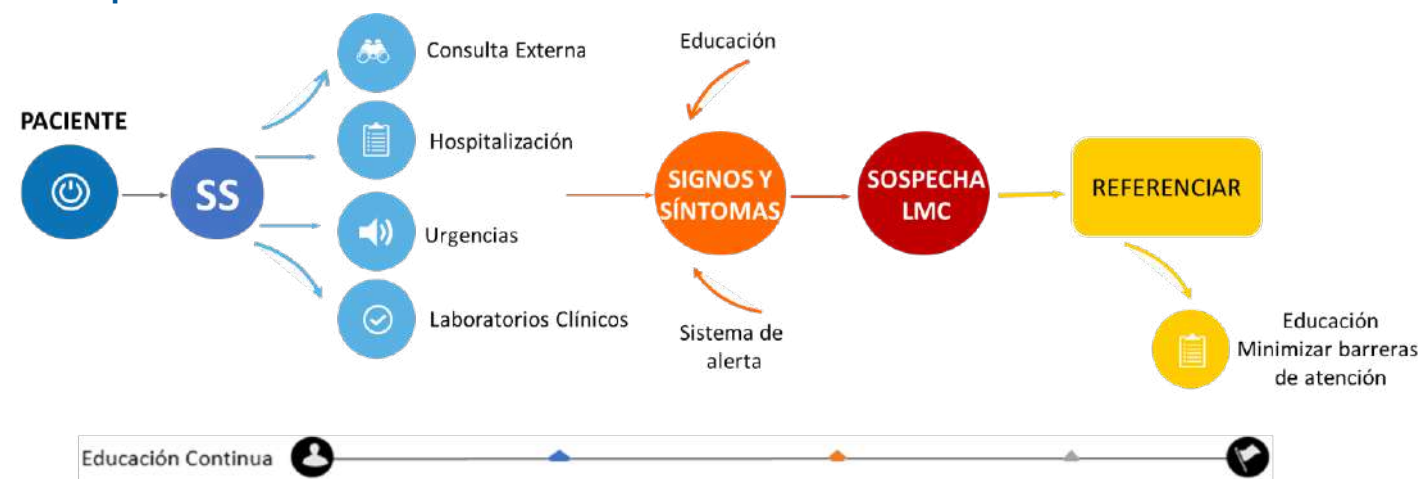 PACIENTE
SS
Consulta Externa
Hospitalización
Urgencias
Laboratorios Clínicos
Educación
SIGNOS Y
SÍNTOMAS
Sistema de
alerta
SOSPECHA
LMC
REFERENCIAR
Educación
Minimizar barreras
de atención
Educación Continua